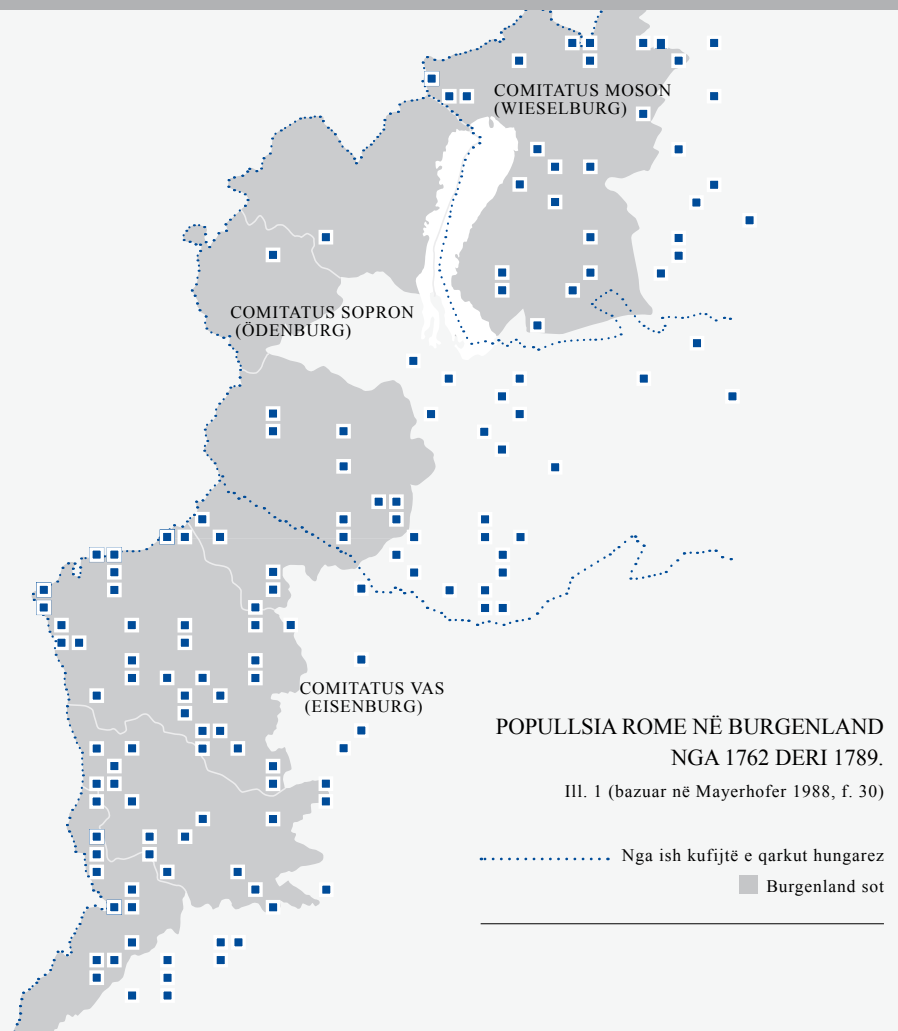 COMITATUS MOSON
(WIESELBURG)
COMITATUS SOPRON
(ÖDENBURG)
COMITATUS VAS
(EISENBURG)
POPULLSIA ROME NË BURGENLAND
NGA 1762 DERI 1789.
Ill. 1 (bazuar në Mayerhofer 1988, f. 30)
Nga ish kufijtë e qarkut hungarez
Burgenland sot